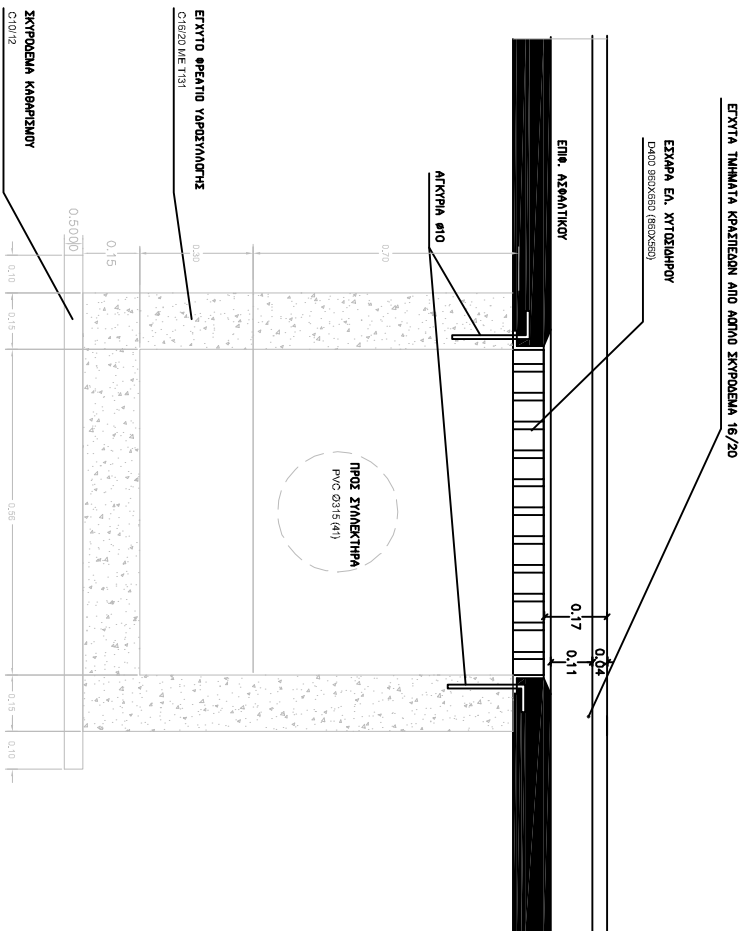 ΕΓΧΥΤΑ ΤΜΗΜΑΤΑ ΚΡΑΣΠΕΔΩΝ ΑΠΟ ΑΟΠΛΟ ΣΚΥΡΟΔΕΜΑ 16/20
ΕΣΧΑΡΑ ΕΛ. ΧΥΤΟΣΙΔΗΡΟΥ
D400 960X660 (860X560)
ΕΠΙΦ. ΑΣΦΑΛΤΙΚΟΥ
0.17
0.04
0.11
ΑΓΚΥΡΙΑ Ø10
ΠΡΟΣ ΣΥΛΛΕΚΤΗΡΑ
PVC Ø315 (41)
ΕΓΧΥΤΟ ΦΡΕΑΤΙΟ ΥΔΡΟΣΥΛΛΟΓΗΣ
C16/20 ΜΕ Τ131
ΣΚΥΡΟΔΕΜΑ ΚΑΘΑΡΙΣΜΟΥ
C10/12
0.70
0.30
0.15
0.5000
0.10
0.15
0.56
0.15
0.10